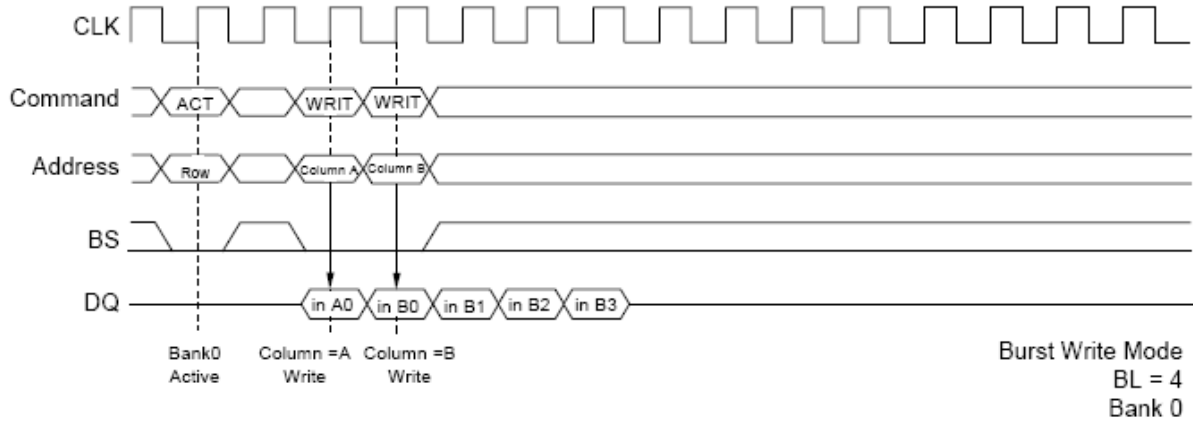 CLK
Command ACT WRIT WRIT
Address Row Column A Column B
BS
DQ in A0 in B0 in B1 in B2 in B3
Bank0 Column =A Column =B
Active Write Write
Burst Write Mode
BL = 4
Bank 0